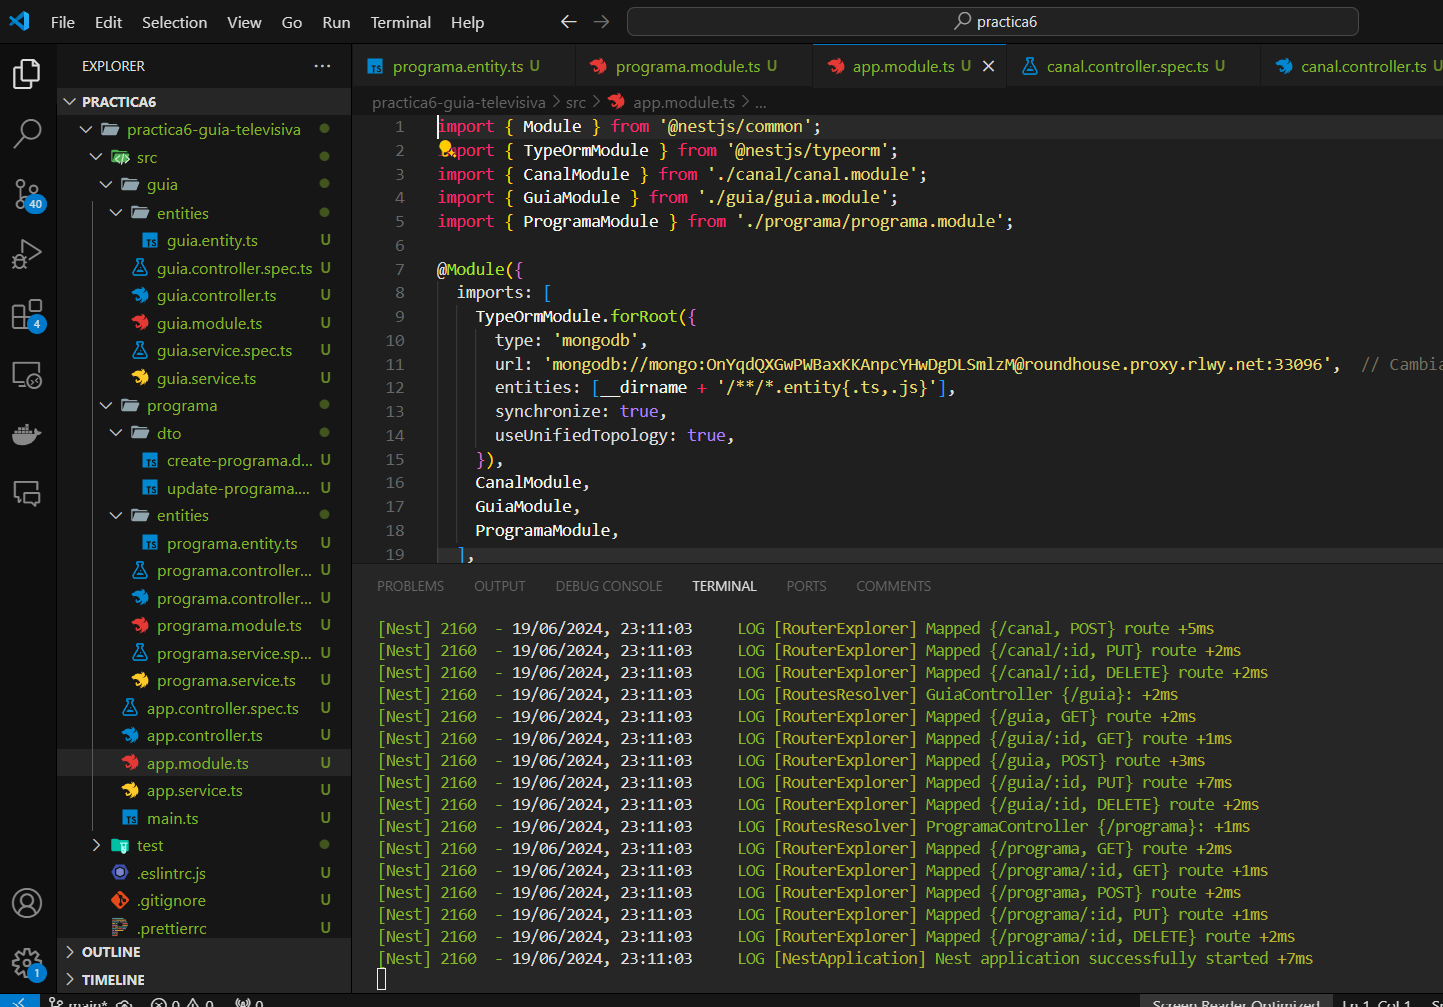 File Edit Selection View Go Run Terminal Help
practica6
EXPLORER
PRACTICA6
practica6-guia-televisiva
src
guia
entities
guia.entity.ts U
guia.controller.spec.ts U
guia.controller.ts U
guia.module.ts U
guia.service.spec.ts U
guia.service.ts U
programa
dto
create-programa.d... U
update-programa.... U
entities
programa.entity.ts U
programa.controller... U
programa.controller... U
programa.module.ts U
programa.service.sp... U
programa.service.ts U
app.controller.spec.ts U
app.controller.ts U
app.module.ts U
app.service.ts U
main.ts U
test
.eslintrc.js U
.gitignore U
.prettierrc U
OUTLINE
TIMELINE
40
4
1
programa.entity.ts U programa.module.ts U app.module.ts U canal.controller.spec.ts U canal.controller.ts U
practica6-guia-televisiva > src > app.module.ts > ...
1 import { Module } from '@nestjs/common';
2 import { TypeOrmModule } from '@nestjs/typeorm';
3 import { CanalModule } from './canal/canal.module';
4 import { GuiaModule } from './guia/guia.module';
5 import { ProgramaModule } from './programa/programa.module';
6
7 @Module({
8 imports: [
9 TypeOrmModule.forRoot({
10 type: 'mongodb',
11 url: 'mongodb://mongo:OnYqdQXGwPWBaxKKAnpcYHwDgDLSmlzM@roundhouse.proxy.rlwy.net:33096', // Cambia
12 entities: [__dirname + '/**/*.entity{.ts,.js}'],
13 synchronize: true,
14 useUnifiedTopology: true,
15 }),
16 CanalModule,
17 GuiaModule,
18 ProgramaModule,
19 ],
PROBLEMS OUTPUT DEBUG CONSOLE TERMINAL PORTS COMMENTS
[Nest] 2160 - 19/06/2024, 23:11:03 LOG [RouterExplorer] Mapped {/canal, POST} route +5ms
[Nest] 2160 - 19/06/2024, 23:11:03 LOG [RouterExplorer] Mapped {/canal/:id, PUT} route +2ms
[Nest] 2160 - 19/06/2024, 23:11:03 LOG [RouterExplorer] Mapped {/canal/:id, DELETE} route +2ms
[Nest] 2160 - 19/06/2024, 23:11:03 LOG [RoutesResolver] GuiaController {/guia}: +2ms
[Nest] 2160 - 19/06/2024, 23:11:03 LOG [RouterExplorer] Mapped {/guia, GET} route +2ms
[Nest] 2160 - 19/06/2024, 23:11:03 LOG [RouterExplorer] Mapped {/guia/:id, GET} route +1ms
[Nest] 2160 - 19/06/2024, 23:11:03 LOG [RouterExplorer] Mapped {/guia, POST} route +3ms
[Nest] 2160 - 19/06/2024, 23:11:03 LOG [RouterExplorer] Mapped {/guia/:id, PUT} route +7ms
[Nest] 2160 - 19/06/2024, 23:11:03 LOG [RouterExplorer] Mapped {/guia/:id, DELETE} route +2ms
[Nest] 2160 - 19/06/2024, 23:11:03 LOG [RoutesResolver] ProgramaController {/programa}: +1ms
[Nest] 2160 - 19/06/2024, 23:11:03 LOG [RouterExplorer] Mapped {/programa, GET} route +2ms
[Nest] 2160 - 19/06/2024, 23:11:03 LOG [RouterExplorer] Mapped {/programa/:id, GET} route +1ms
[Nest] 2160 - 19/06/2024, 23:11:03 LOG [RouterExplorer] Mapped {/programa, POST} route +2ms
[Nest] 2160 - 19/06/2024, 23:11:03 LOG [RouterExplorer] Mapped {/programa/:id, PUT} route +1ms
[Nest] 2160 - 19/06/2024, 23:11:03 LOG [RouterExplorer] Mapped {/programa/:id, DELETE} route +2ms
[Nest] 2160 - 19/06/2024, 23:11:03 LOG [NestApplication] Nest application successfully started +7ms
main* 0 0 0 Screen Reader Optimized Ln 1, Col 1